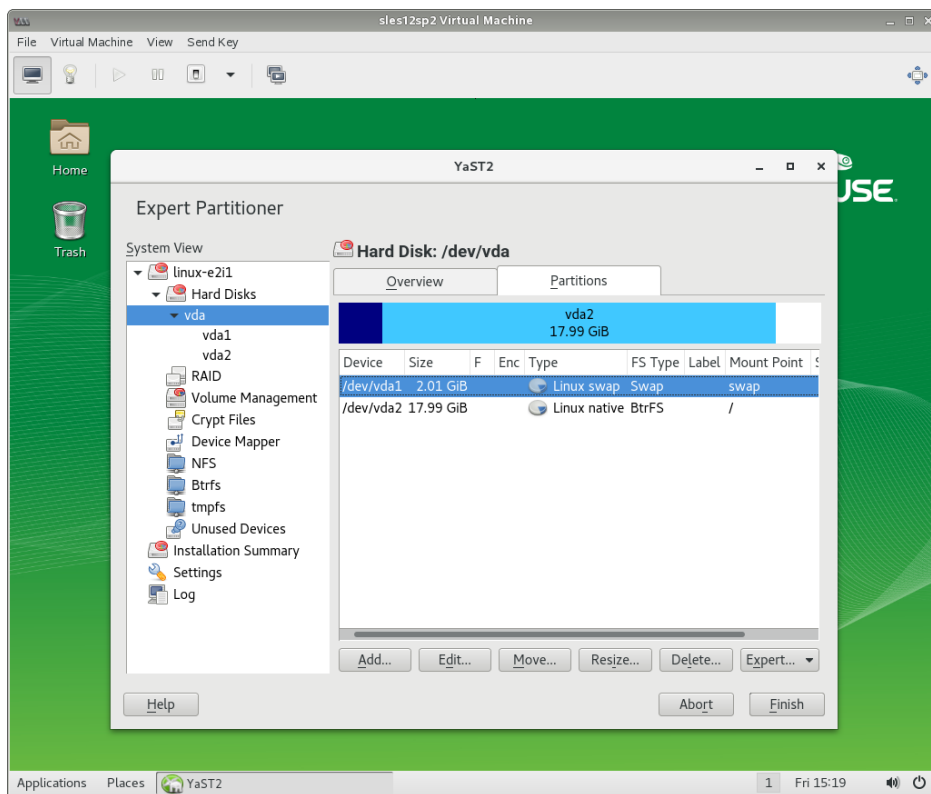 sles12sp2 Virtual Machine
File Virtual Machine View Send Key
Home
Trash
USE.
YaST2
Expert Partitioner
System View
linux-e2i1
Hard Disks
vda
vda1
vda2
RAID
Volume Management
Crypt Files
Device Mapper
NFS
Btrfs
tmpfs
Unused Devices
Installation Summary
Settings
Log
Hard Disk: /dev/vda
Overview Partitions
vda2
17.99 GiB
Device Size F Enc Type FS Type Label Mount Point
/dev/vda1 2.01 GiB Linux swap Swap swap
/dev/vda2 17.99 GiB Linux native BtrFS /
Add... Edit... Move... Resize... Delete... Expert...
Help Abort Finish
Applications Places YaST2 1 Fri 15:19